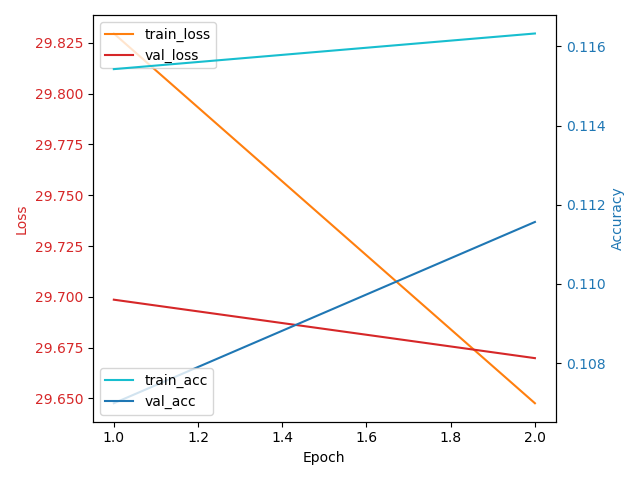 train_loss
val_loss
29.825
29.800
29.775
29.750
29.725
29.700
29.675
29.650
Loss
0.116
0.114
0.112
0.110
0.108
Accuracy
train_acc
val_acc
1.0 1.2 1.4 1.6 1.8 2.0
Epoch